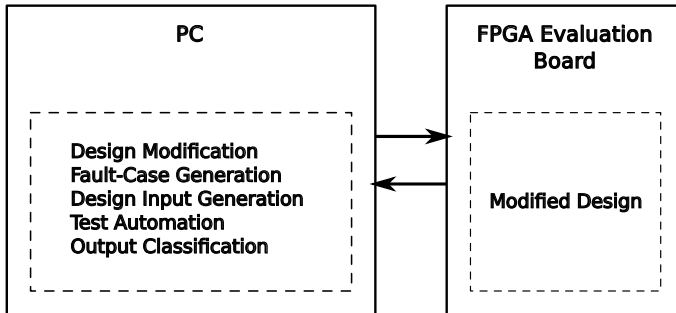 PC
Design Modification
Fault-Case Generation
Design Input Generation
Test Automation
Output Classification
FPGA Evaluation
Board
Modified Design